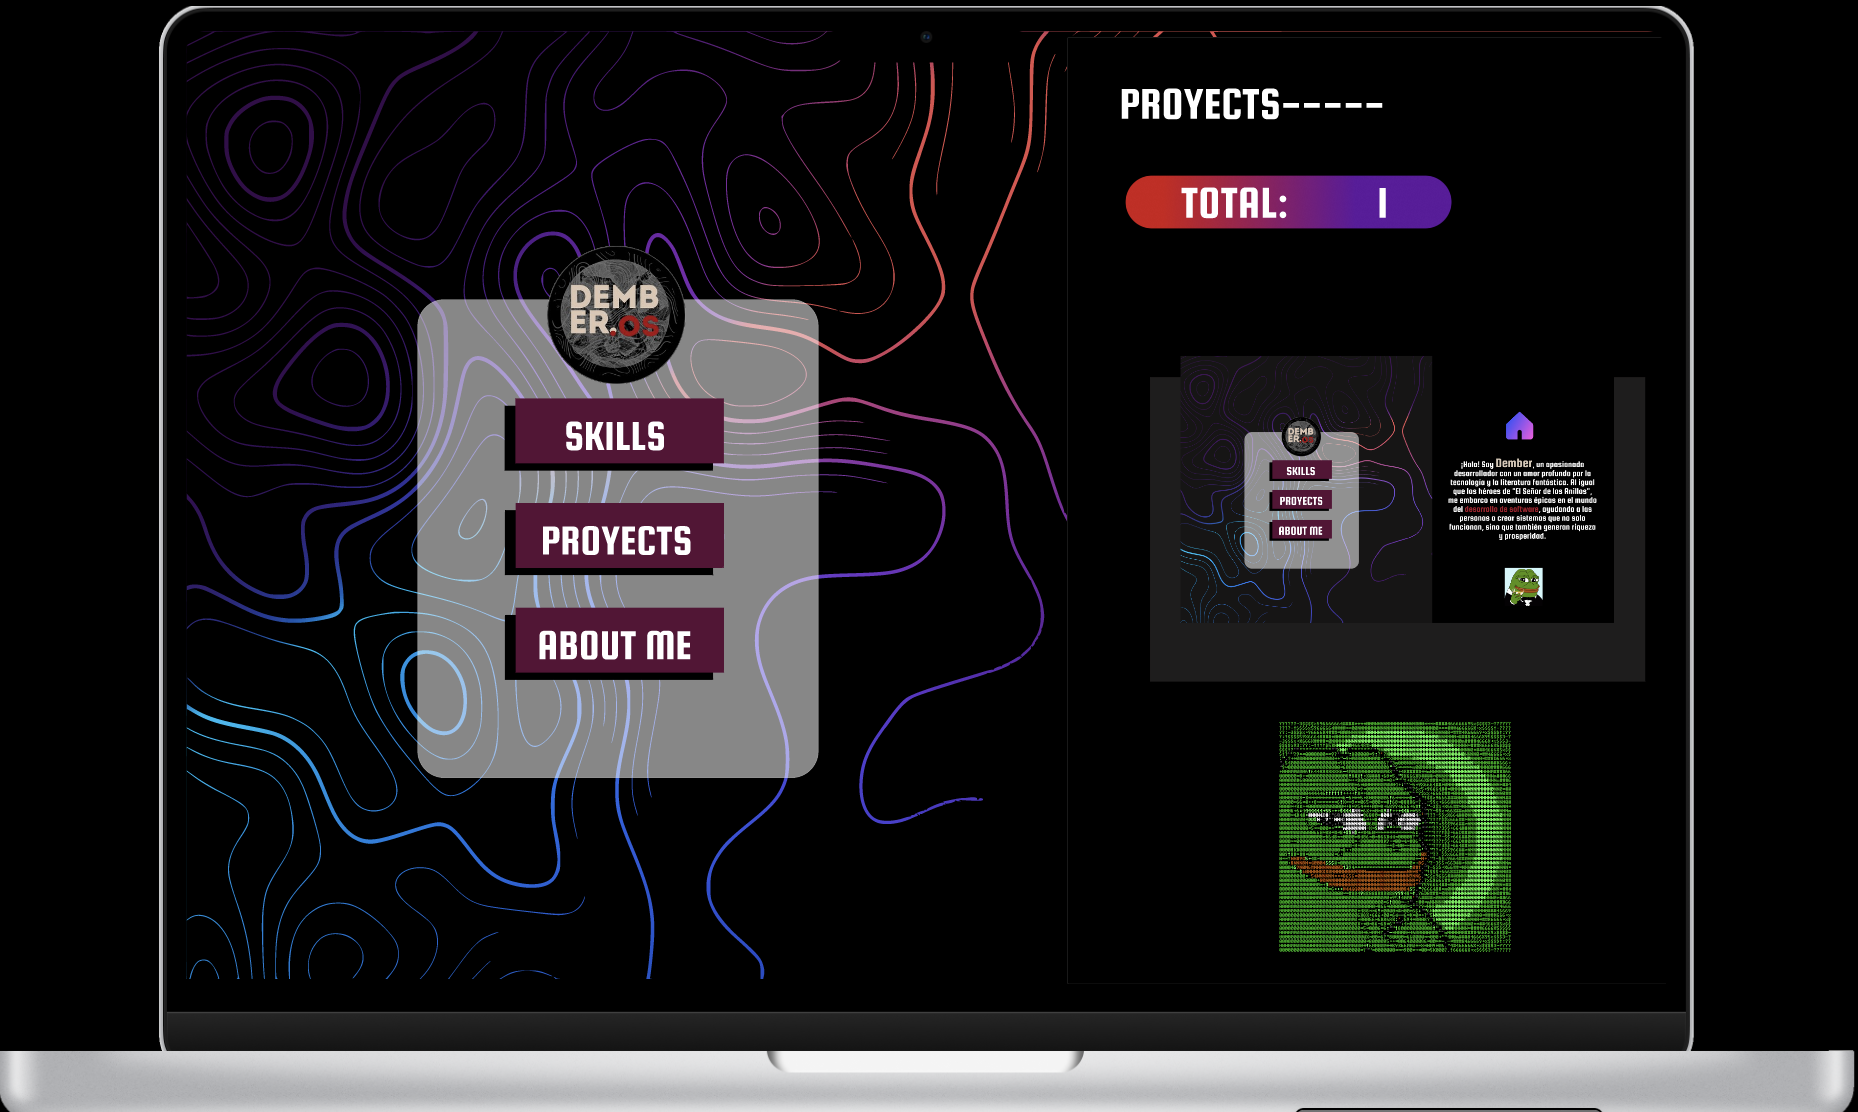 DEMB
ER.OS
SKILLS
PROYECTS
ABOUT ME
PROYECTS-----
TOTAL: 1
DEMB
ER.OS
SKILLS
PROYECTS
ABOUT ME
¡Hola! Soy Dember, un apasionado
desarrollador con un amor profundo por la
tecnología y la literatura fantástica. Al igual
que los héroes de "El Señor de los Anillos",
me embarco en aventuras épicas en el mundo
del desarrollo de software, ayudando a las
personas a crear sistemas que no solo
funcionan, sino que también generan riqueza
y prosperidad.